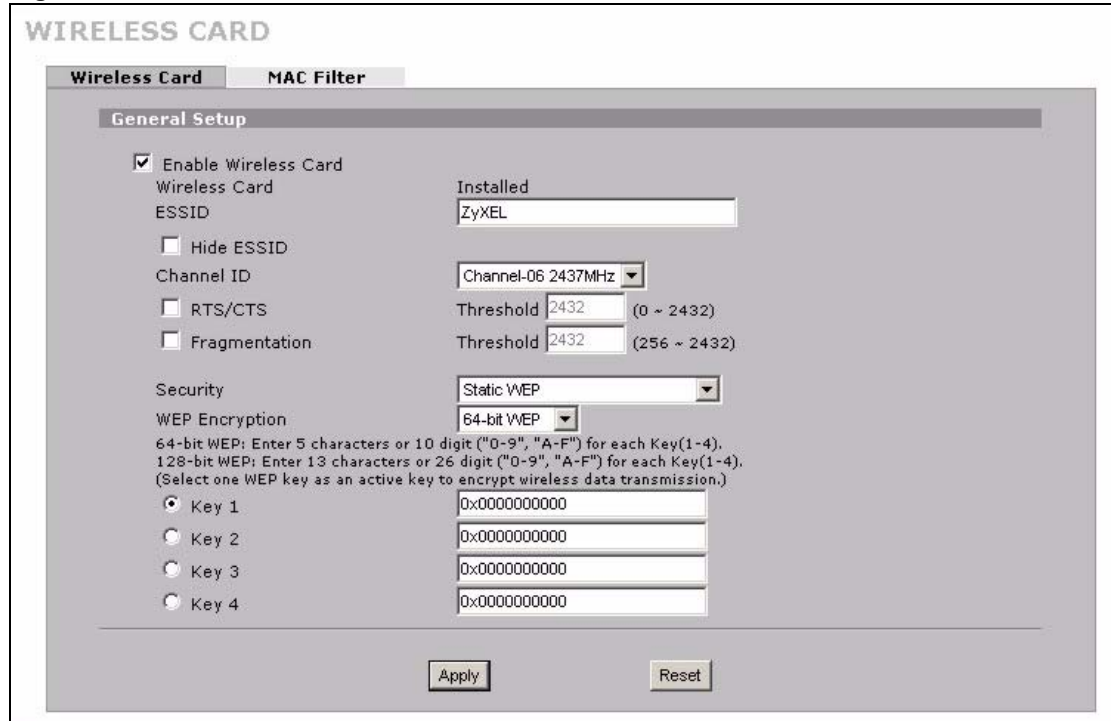 WIRELESS CARD
Wireless Card MAC Filter
General Setup
Enable Wireless Card
Wireless Card Installed
ESSID ZyXEL
Hide ESSID
Channel ID Channel-06 2437MHz
RTS/CTS Threshold 2432 (0 ~ 2432)
Fragmentation Threshold 2432 (256 ~ 2432)
Security Static WEP
WEP Encryption 64-bit WEP
64-bit WEP: Enter 5 characters or 10 digit ("0-9", "A-F") for each Key(1-4).
128-bit WEP: Enter 13 characters or 26 digit ("0-9", "A-F") for each Key(1-4).
(Select one WEP key as an active key to encrypt wireless data transmission.)
Key 1 0x0000000000
Key 2 0x0000000000
Key 3 0x0000000000
Key 4 0x0000000000
Apply Reset